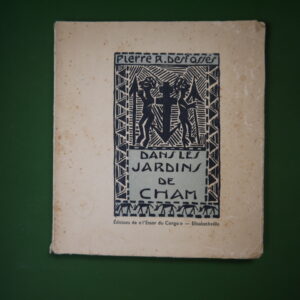 Pierre R. Desfossés
DANS LES
JARDINS
DE
CHAM
Éditions de « l'Essor du Congo » — Elisabethville